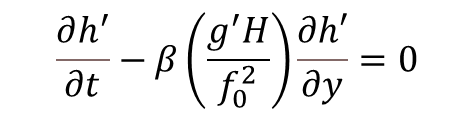 ∂h′/∂t − β (g′H/f₀²) ∂h′/∂y = 0